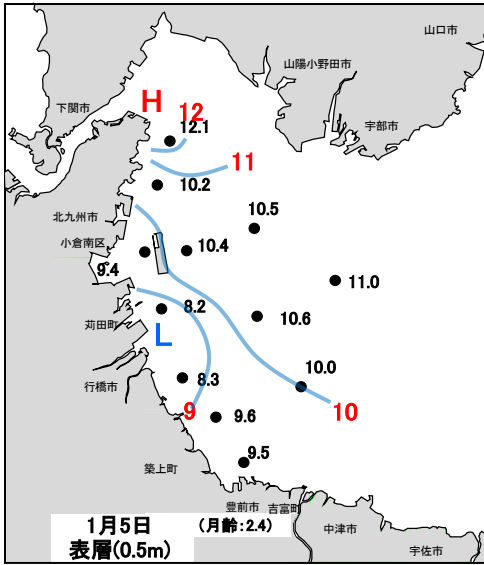 山口市
山陽小野田市
下関市
H 12
宇部市
12.1
11
10.2
北九州市
10.5
小倉南区
10.4
9.4
11.0
8.2
10.6
苅田町
L
10.0
行橋市
8.3
9
10
9.6
9.5
築上町
豊前市
吉富町
1月5日 (月齢:2.4)
表層(0.5m)
中津市
宇佐市